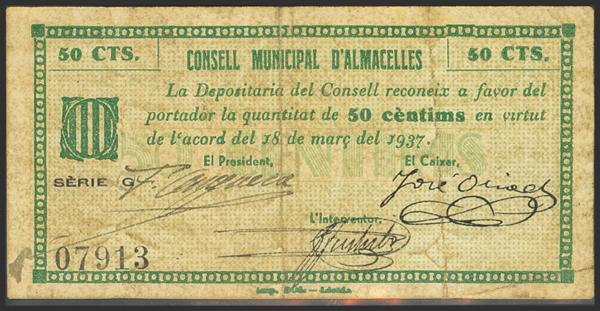 50 CTS.
CONSELL MUNICIPAL D'ALMACELLES
50 CTS.
La Depositaria del Consell reconeix a favor del
portador la quantitat de 50 cèntims en virtut
de l'acord del 18 de març del 1937.
El President,
El Caixer,
SÈRIE G
José
L'Interventor,
07913